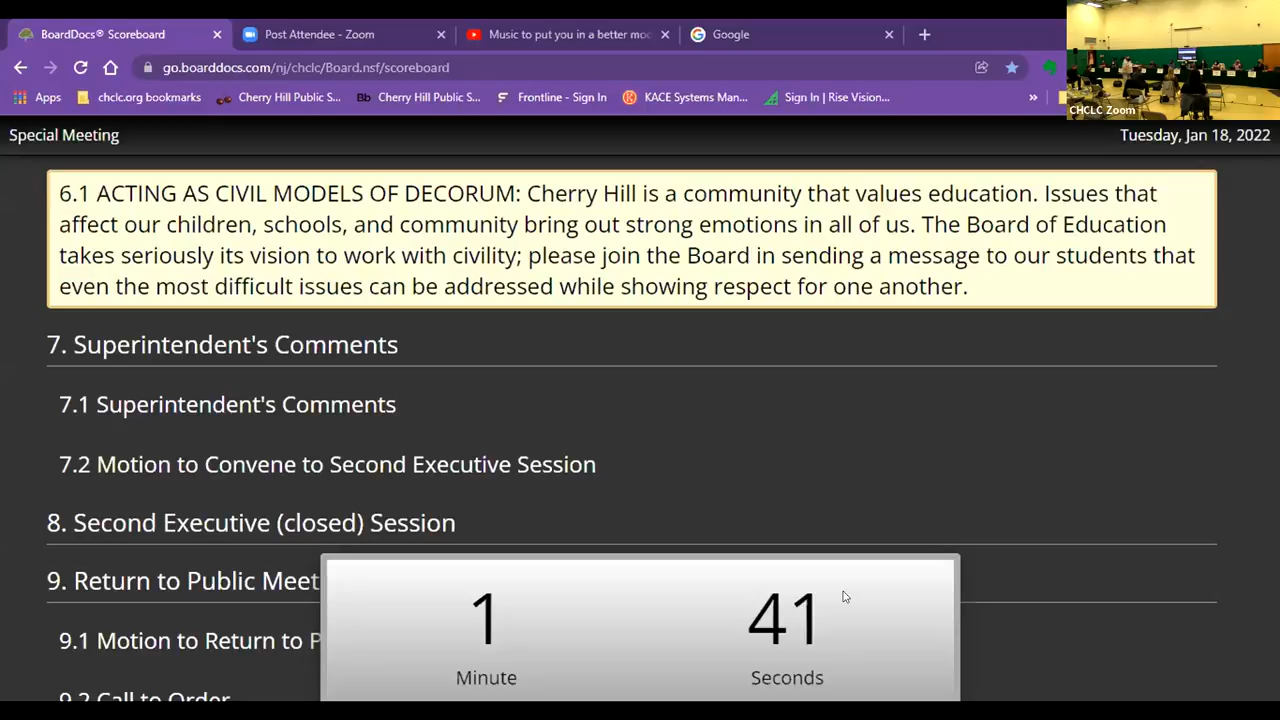 BoardDocs® Scoreboard
Post Attendee - Zoom
Music to put you in a better mo
Google
go.boarddocs.com/nj/chclc/Board.nsf/scoreboard
Apps
chclc.org bookmarks
Cherry Hill Public S...
Bb
Cherry Hill Public S...
Frontline - Sign In
KACE Systems Man...
Sign In | Rise Vision...
»
CHCLC Zoom
Special Meeting
Tuesday, Jan 18, 2022
6.1 ACTING AS CIVIL MODELS OF DECORUM: Cherry Hill is a community that values education. Issues that
affect our children, schools, and community bring out strong emotions in all of us. The Board of Education
takes seriously its vision to work with civility; please join the Board in sending a message to our students that
even the most difficult issues can be addressed while showing respect for one another.
7. Superintendent's Comments
7.1 Superintendent's Comments
7.2 Motion to Convene to Second Executive Session
8. Second Executive (closed) Session
9. Return to Public Meet
9.1 Motion to Return to P
9.2 Call to Order
1
41
Minute
Seconds